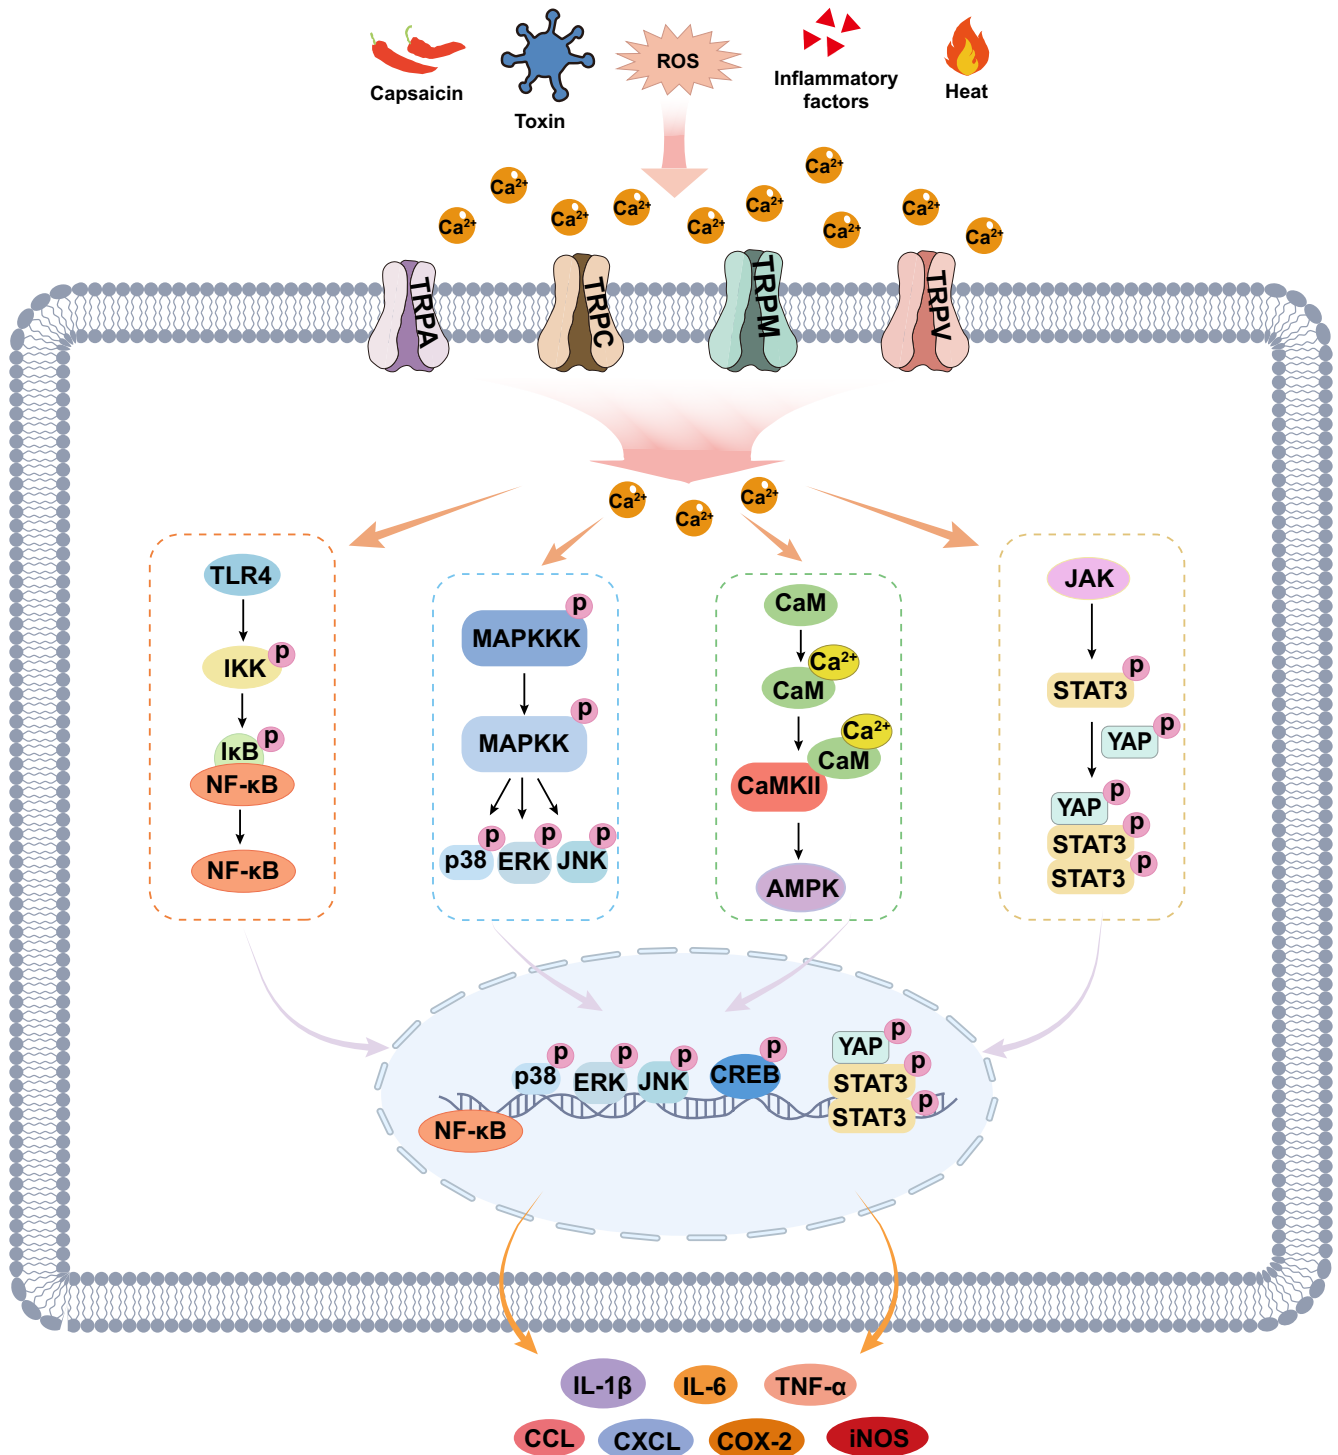 Capsaicin
Toxin
ROS
Inflammatory
factors
Heat
Ca²⁺
Ca²⁺
Ca²⁺
Ca²⁺
Ca²⁺
Ca²⁺
Ca²⁺
Ca²⁺
Ca²⁺
Ca²⁺
TRPA
TRPC
TRPM
TRPV
Ca²⁺
Ca²⁺
Ca²⁺
TLR4
IKK
p
IκB
p
NF-κB
NF-κB
MAPKKK
p
MAPKK
p
p38
p
ERK
p
JNK
p
CaM
Ca²⁺
CaM
Ca²⁺
CaM
CaMKII
AMPK
JAK
STAT3
p
YAP
p
YAP
p
STAT3
p
STAT3
p
p38
p
ERK
p
JNK
p
CREB
p
YAP
p
STAT3
p
STAT3
p
NF-κB
IL-1β
IL-6
TNF-α
CCL
CXCL
COX-2
iNOS